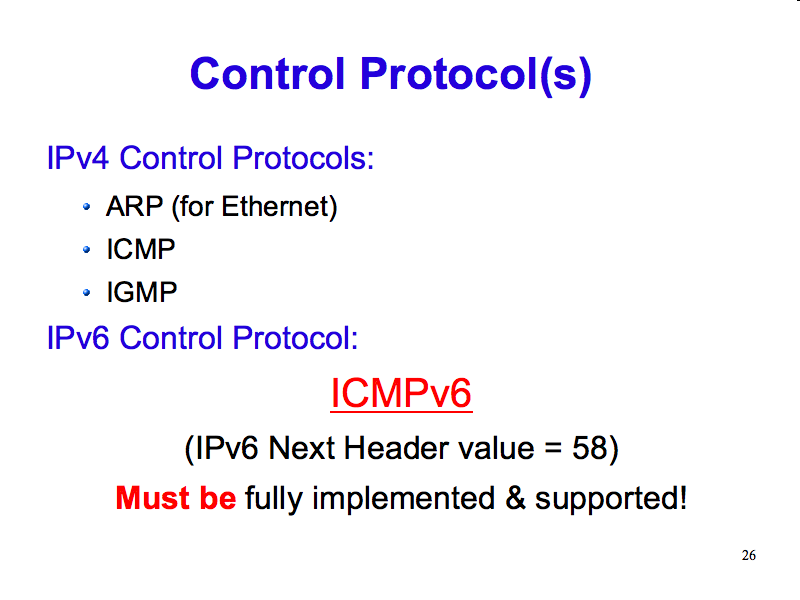 Control Protocol(s)
IPv4 Control Protocols:
• ARP (for Ethernet)
• ICMP
• IGMP
IPv6 Control Protocol:
ICMPv6
(IPv6 Next Header value = 58)
Must be fully implemented & supported!
26